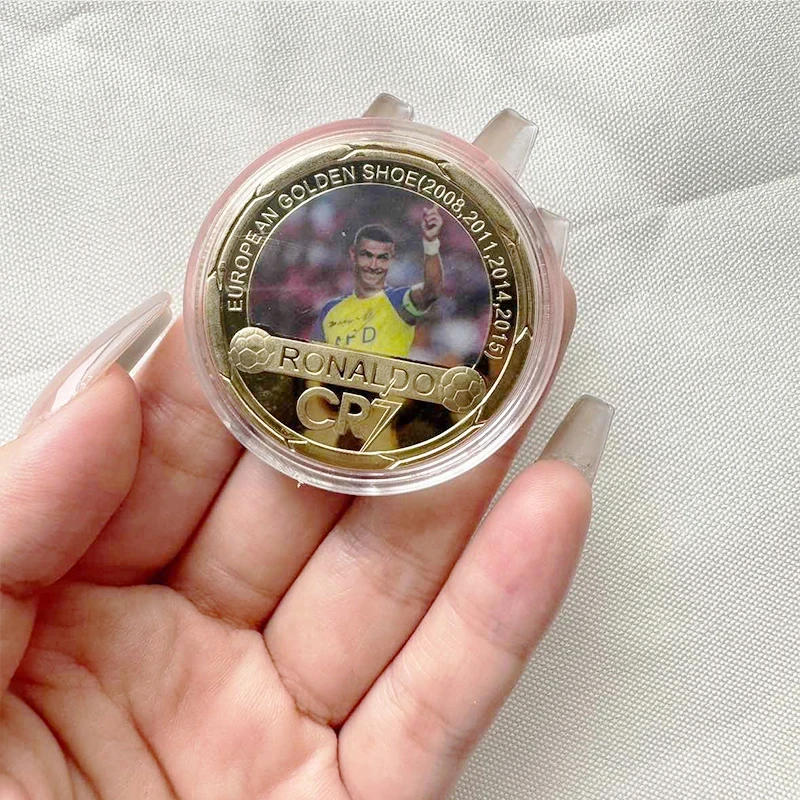 EUROPEAN GOLDEN SHOE(2008,2011,2014,2015)
RONALDO
CR7